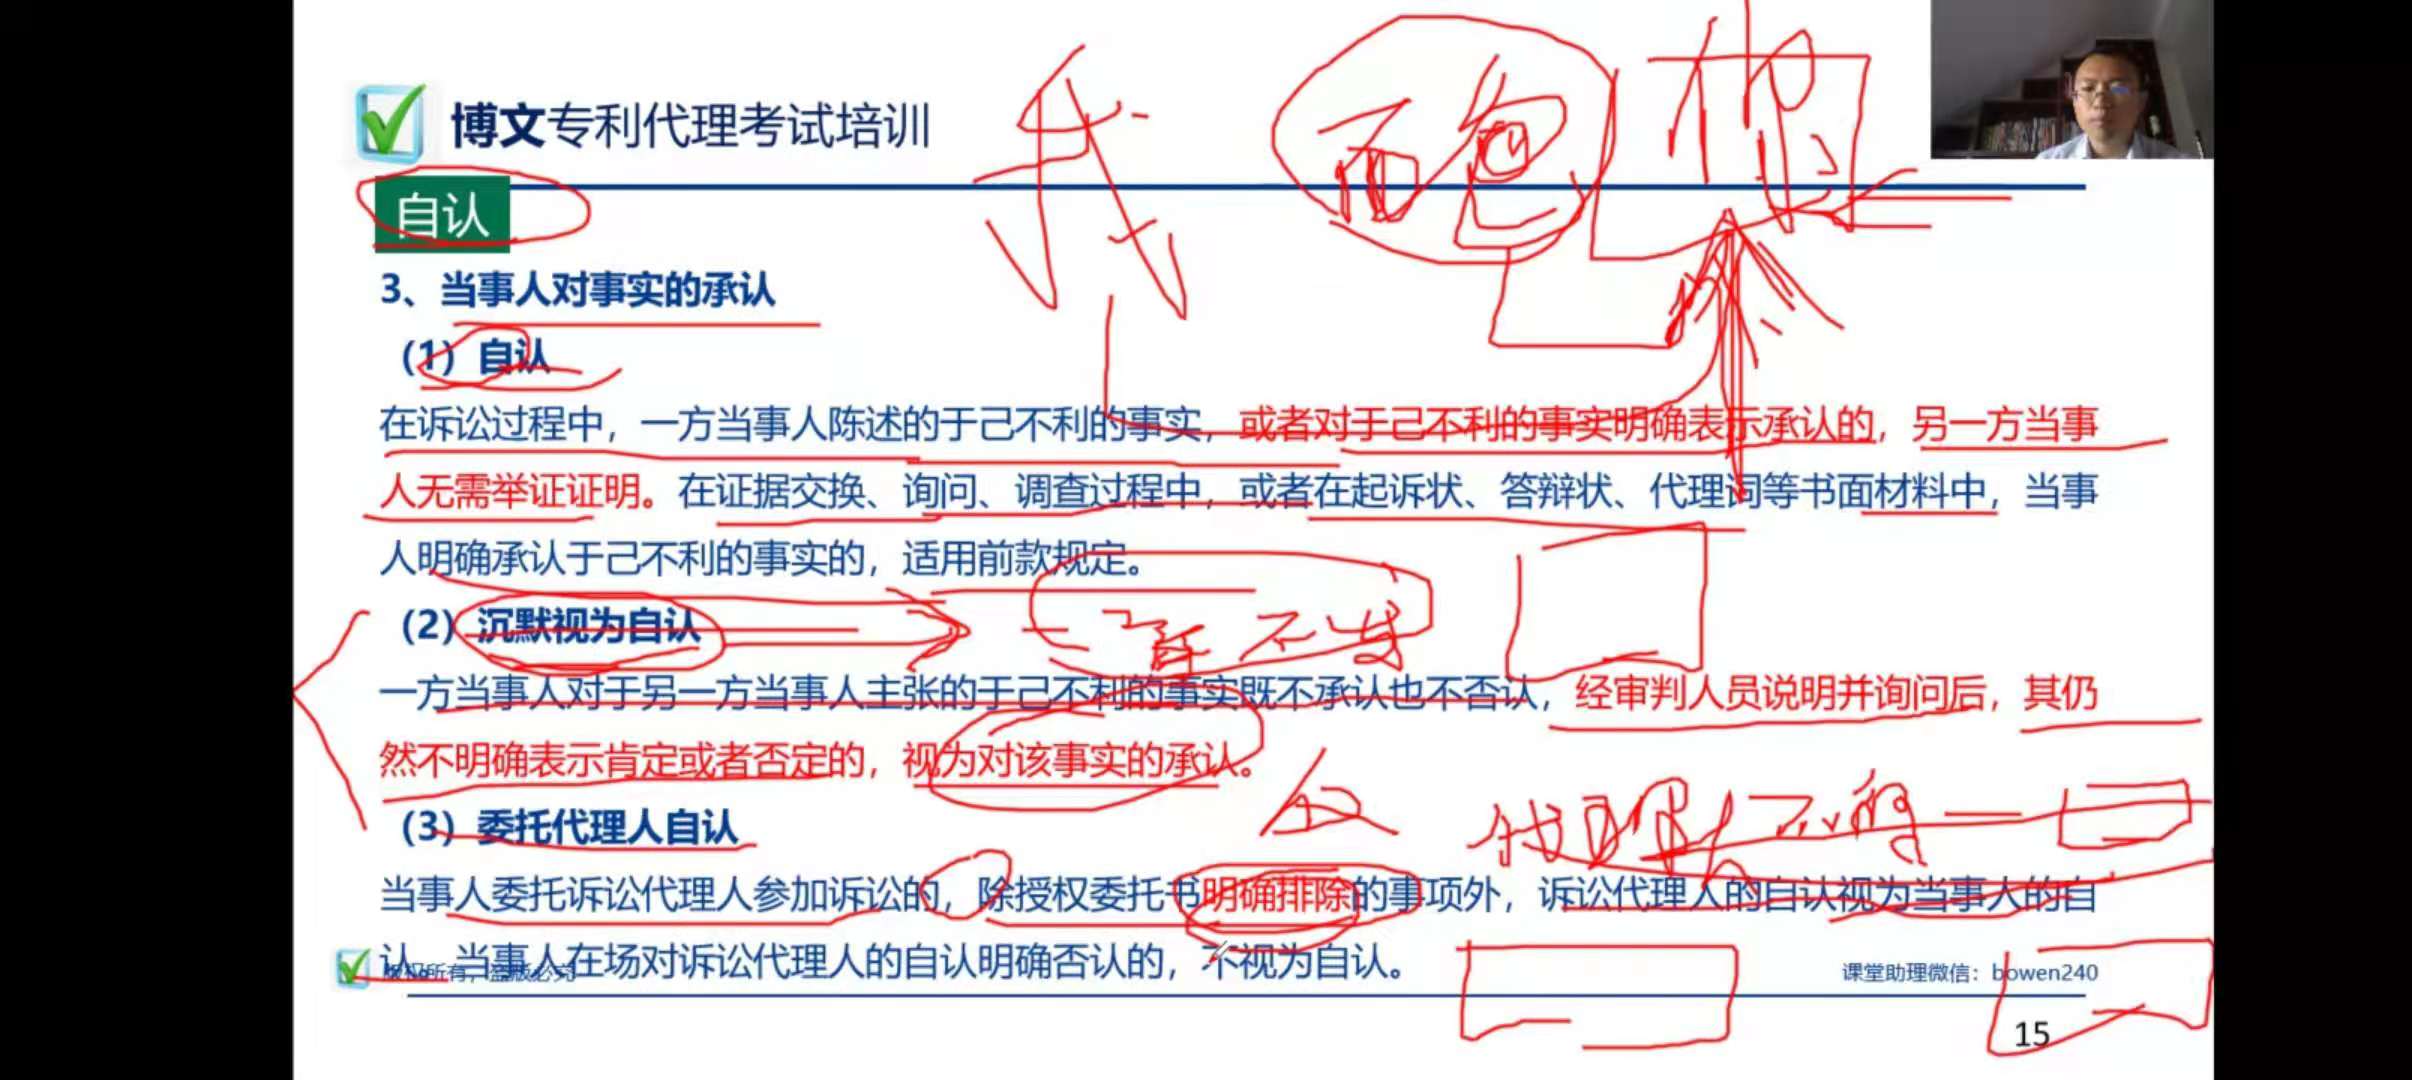 博文专利代理考试培训
自认
3、当事人对事实的承认
（1）自认
在诉讼过程中，一方当事人陈述的于己不利的事实，或者对于己不利的事实明确表示承认的，另一方当事
人无需举证证明。在证据交换、询问、调查过程中，或者在起诉状、答辩状、代理词等书面材料中，当事
人明确承认于己不利的事实的，适用前款规定。
（2）沉默视为自认
一方当事人对于另一方当事人主张的于己不利的事实既不承认也不否认，经审判人员说明并询问后，其仍
然不明确表示肯定或者否定的，视为对该事实的承认。
（3）委托代理人自认
当事人委托诉讼代理人参加诉讼的，除授权委托书明确排除的事项外，诉讼代理人的自认视为当事人的自
认。当事人在场对诉讼代理人的自认明确否认的，不视为自认。
版权所有，盗版必究
课堂助理微信：bowen240
15